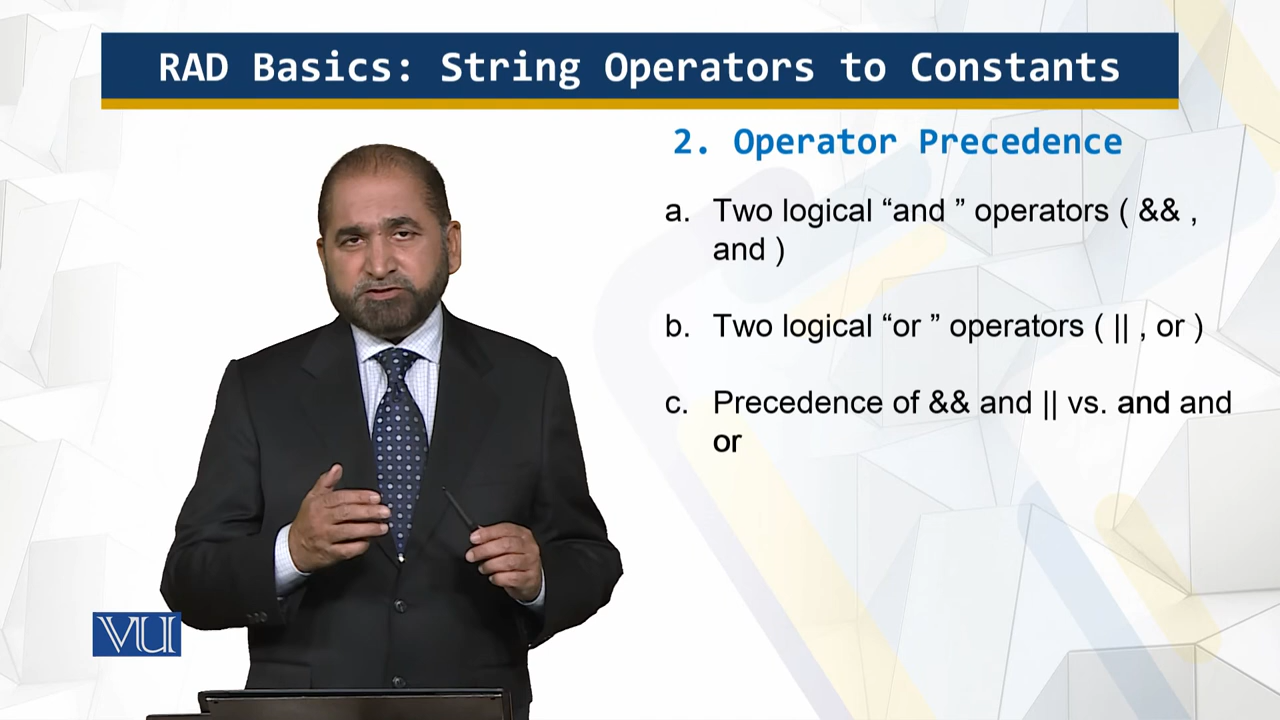 RAD Basics: String Operators to Constants
2. Operator Precedence
a. Two logical “and ” operators ( && ,
and )
b. Two logical “or ” operators ( || , or )
c. Precedence of && and || vs. and and
or
VU